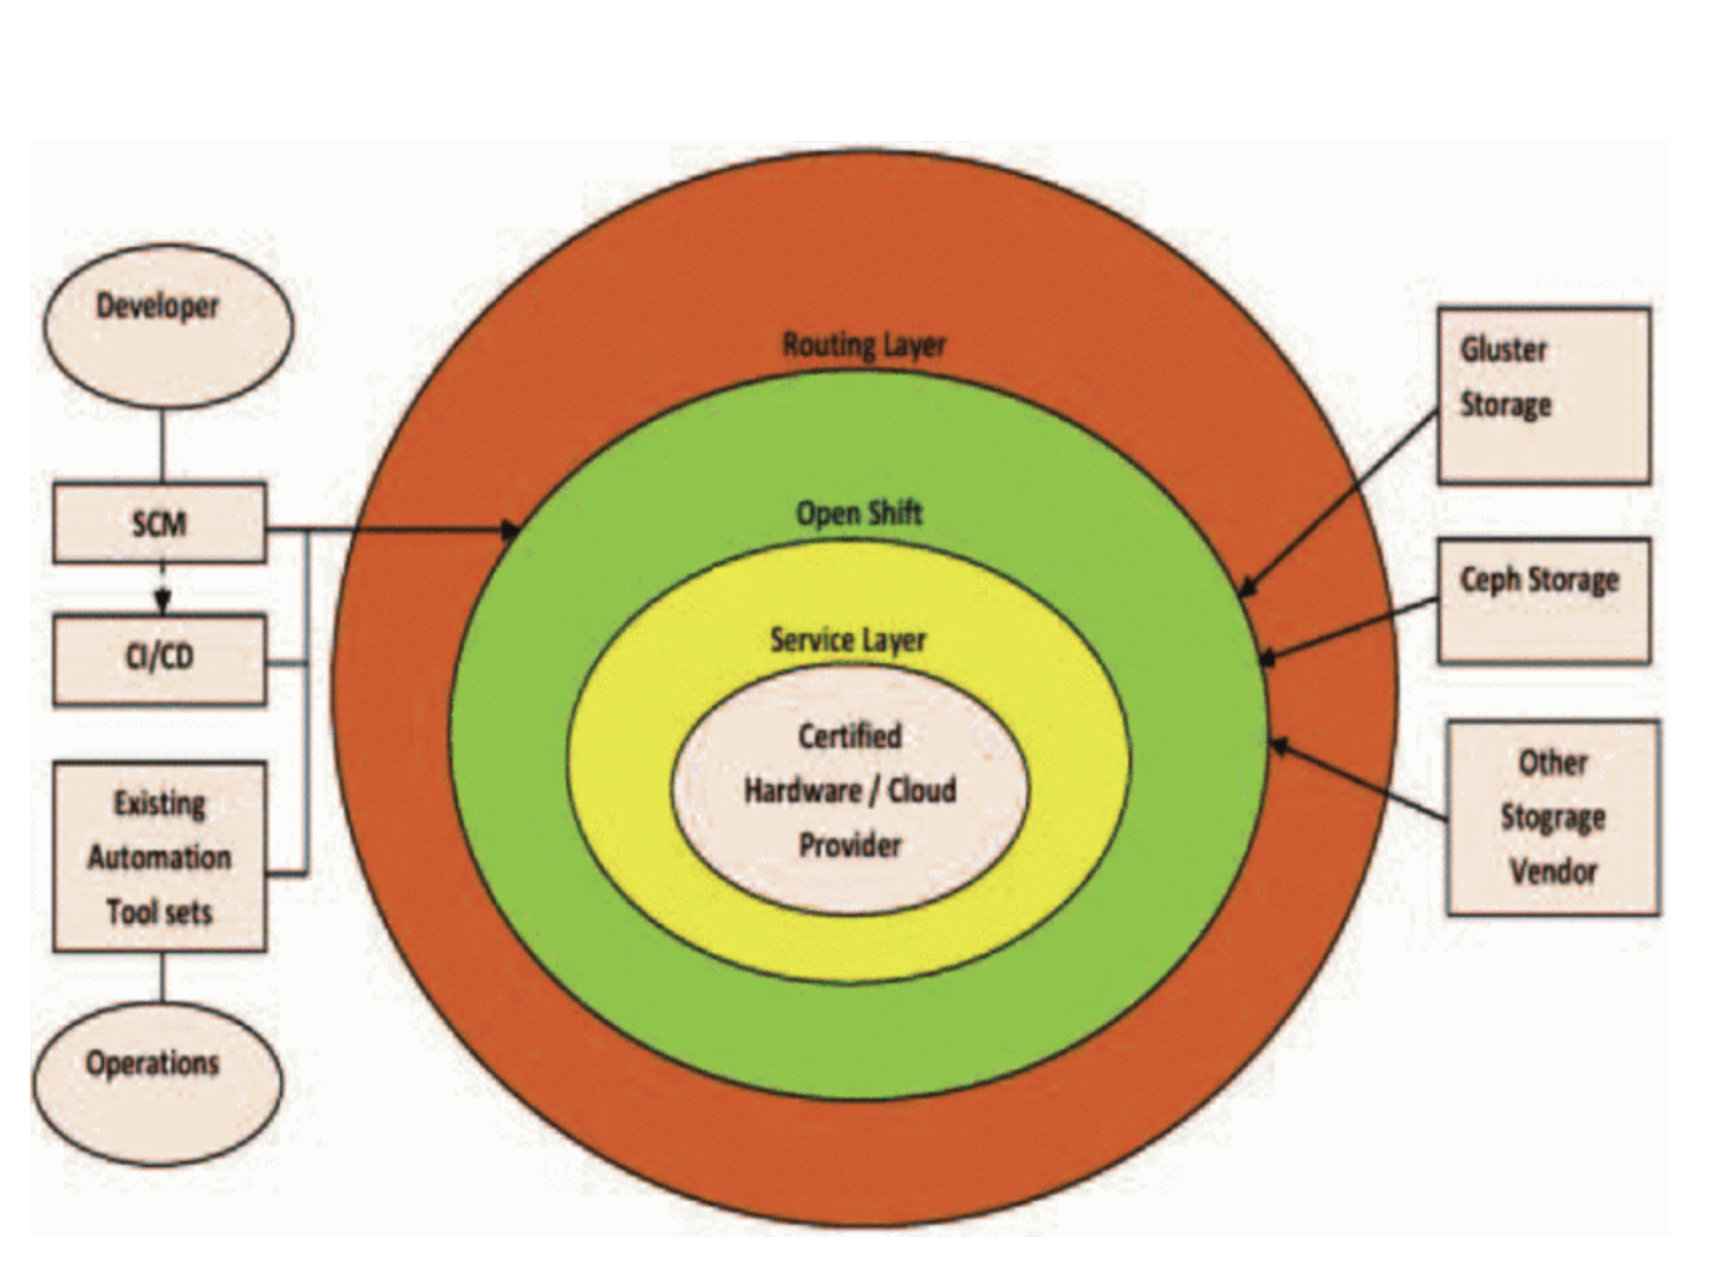 Developer
SCM
CI/CD
Existing
Automation
Tool sets
Operations
Routing Layer
Open Shift
Service Layer
Certified
Hardware / Cloud
Provider
Gluster
Storage
Ceph Storage
Other
Stograge
Vendor